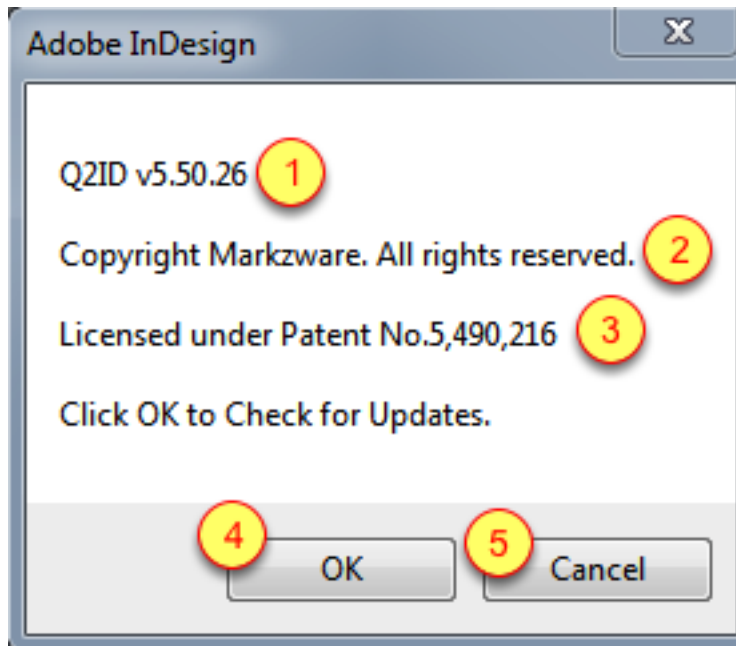 Adobe InDesign
X
Q2ID v5.50.26 1
Copyright Markzware. All rights reserved. 2
Licensed under Patent No.5,490,216 3
Click OK to Check for Updates.
4 OK 5 Cancel